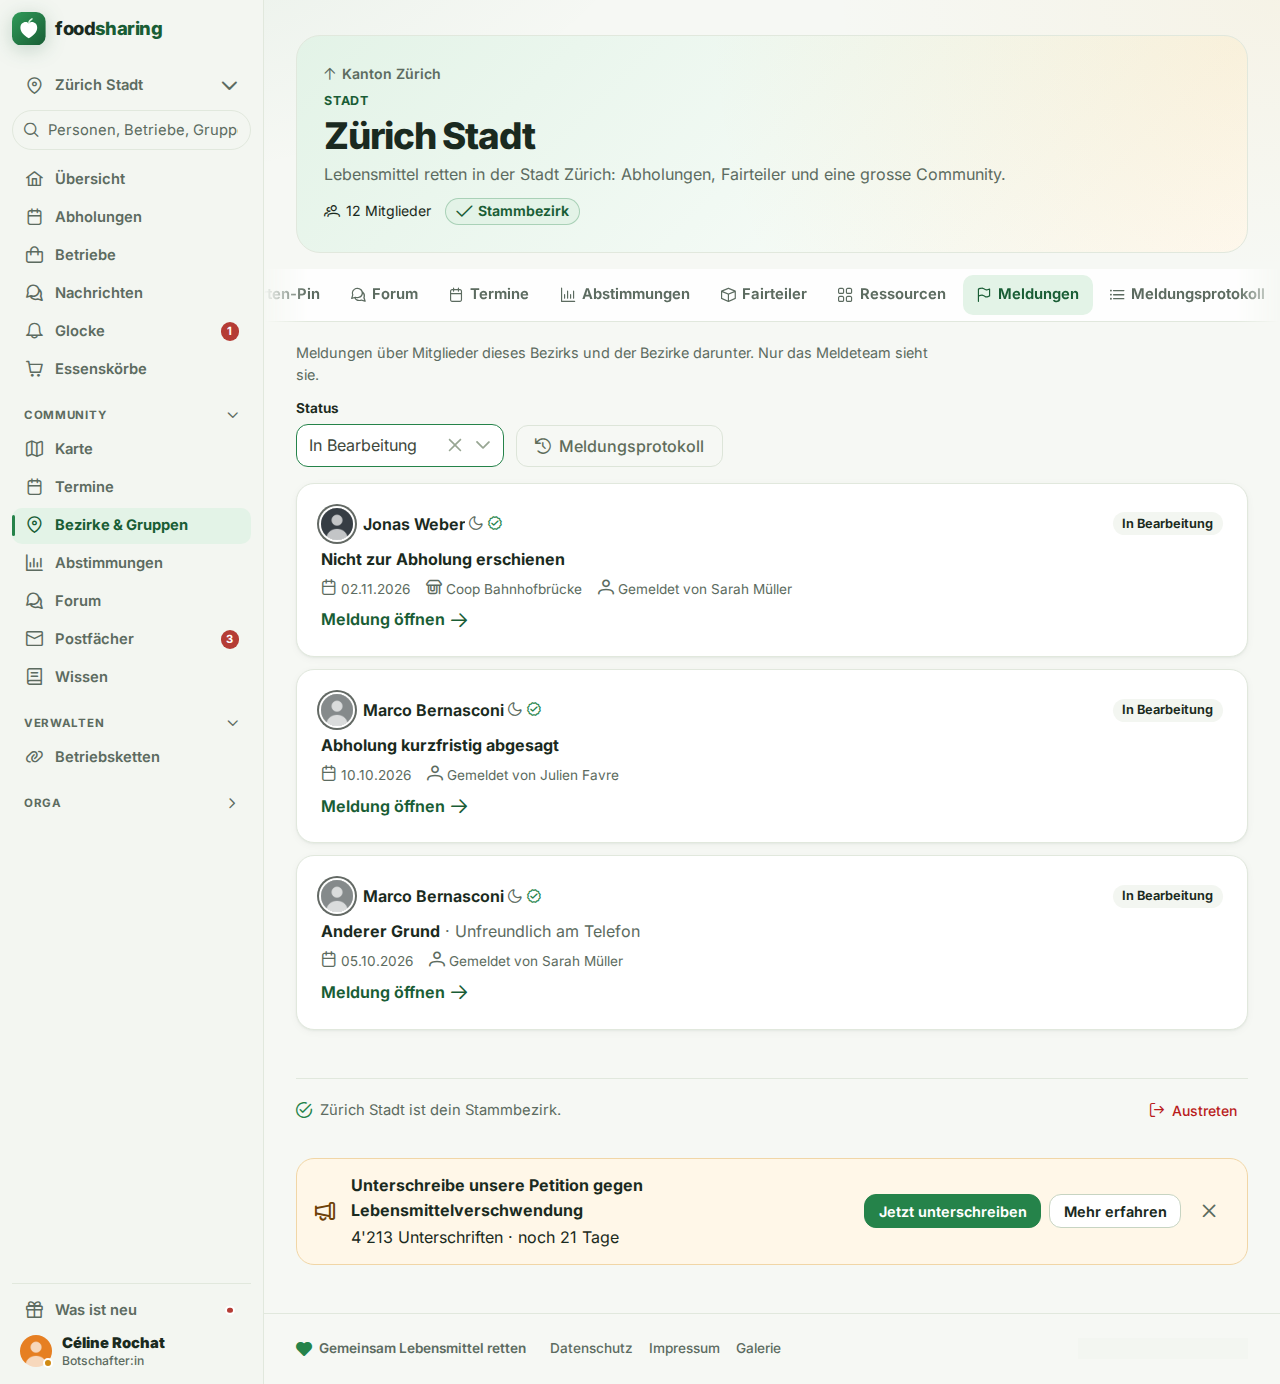 foodsharing
Zürich Stadt
Personen, Betriebe, Grupp
Übersicht
Abholungen
Betriebe
Nachrichten
Glocke 1
Essenskörbe
COMMUNITY
Karte
Termine
Bezirke & Gruppen
Abstimmungen
Forum
Postfächer 3
Wissen
VERWALTEN
Betriebsketten
ORGA
Was ist neu
Céline Rochat
Botschafter:in
Kanton Zürich
STADT
Zürich Stadt
Lebensmittel retten in der Stadt Zürich: Abholungen, Fairteiler und eine grosse Community.
12 Mitglieder Stammbezirk
ten-Pin Forum Termine Abstimmungen Fairteiler Ressourcen Meldungen Meldungsprotokoll
Meldungen über Mitglieder dieses Bezirks und der Bezirke darunter. Nur das Meldeteam sieht
sie.
Status
In Bearbeitung Meldungsprotokoll
Jonas Weber In Bearbeitung
Nicht zur Abholung erschienen
02.11.2026 Coop Bahnhofbrücke Gemeldet von Sarah Müller
Meldung öffnen
Marco Bernasconi In Bearbeitung
Abholung kurzfristig abgesagt
10.10.2026 Gemeldet von Julien Favre
Meldung öffnen
Marco Bernasconi In Bearbeitung
Anderer Grund · Unfreundlich am Telefon
05.10.2026 Gemeldet von Sarah Müller
Meldung öffnen
Zürich Stadt ist dein Stammbezirk. Austreten
Unterschreibe unsere Petition gegen
Lebensmittelverschwendung
4'213 Unterschriften · noch 21 Tage
Jetzt unterschreiben Mehr erfahren
Gemeinsam Lebensmittel retten Datenschutz Impressum Galerie